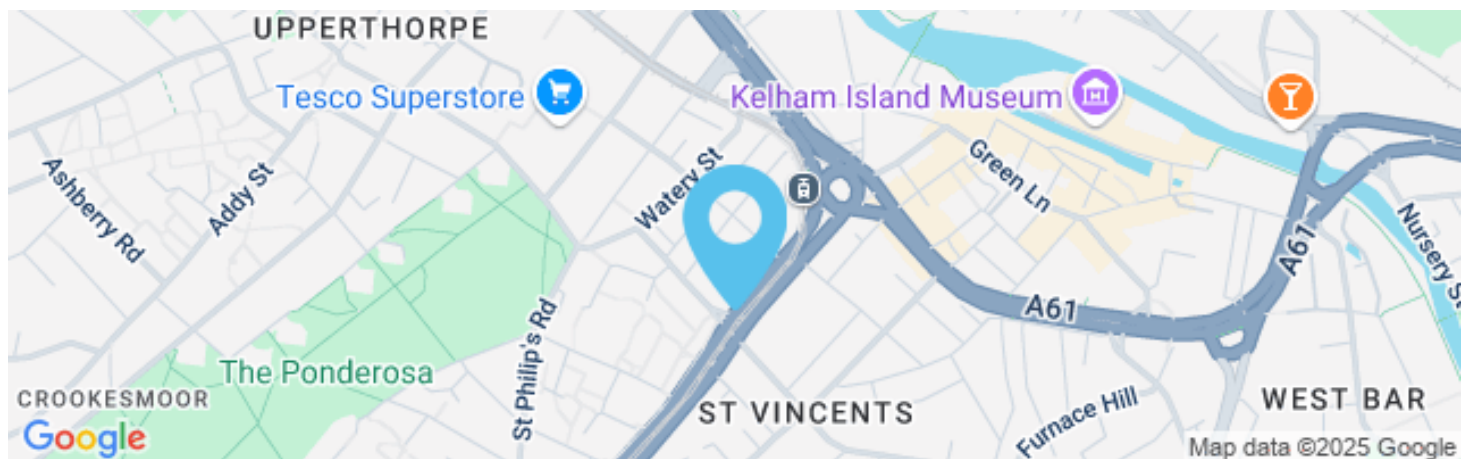 UPPERTHORPE
Tesco Superstore
Kelham Island Museum
Ashberry Rd
Addy St
Watery St
Green Ln
Nursery St
A61
A61
St Philip's Rd
The Ponderosa
CROOKESMOOR
ST VINCENTS
Furnace Hill
WEST BAR
Google
Map data ©2025 Google